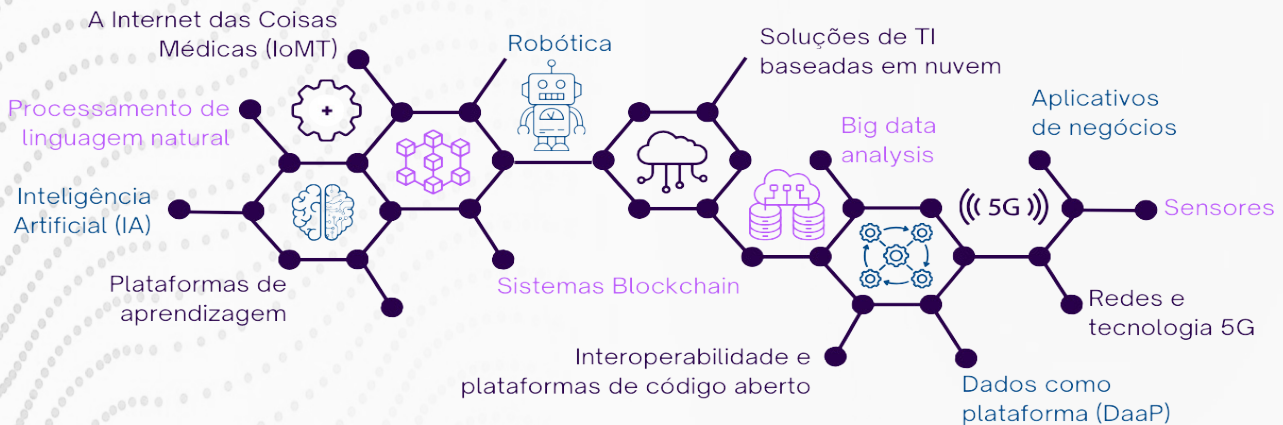 A Internet das Coisas
Médicas (IoMT)
Processamento de
linguagem natural
Inteligência
Artificial (IA)
Plataformas de
aprendizagem
Robótica
Sistemas Blockchain
Soluções de TI
baseadas em nuvem
Big data
analysis
Interoperabilidade e
plataformas de código aberto
Aplicativos
de negócios
((( 5G )))
Sensores
Redes e
tecnologia 5G
Dados como
plataforma (DaaP)